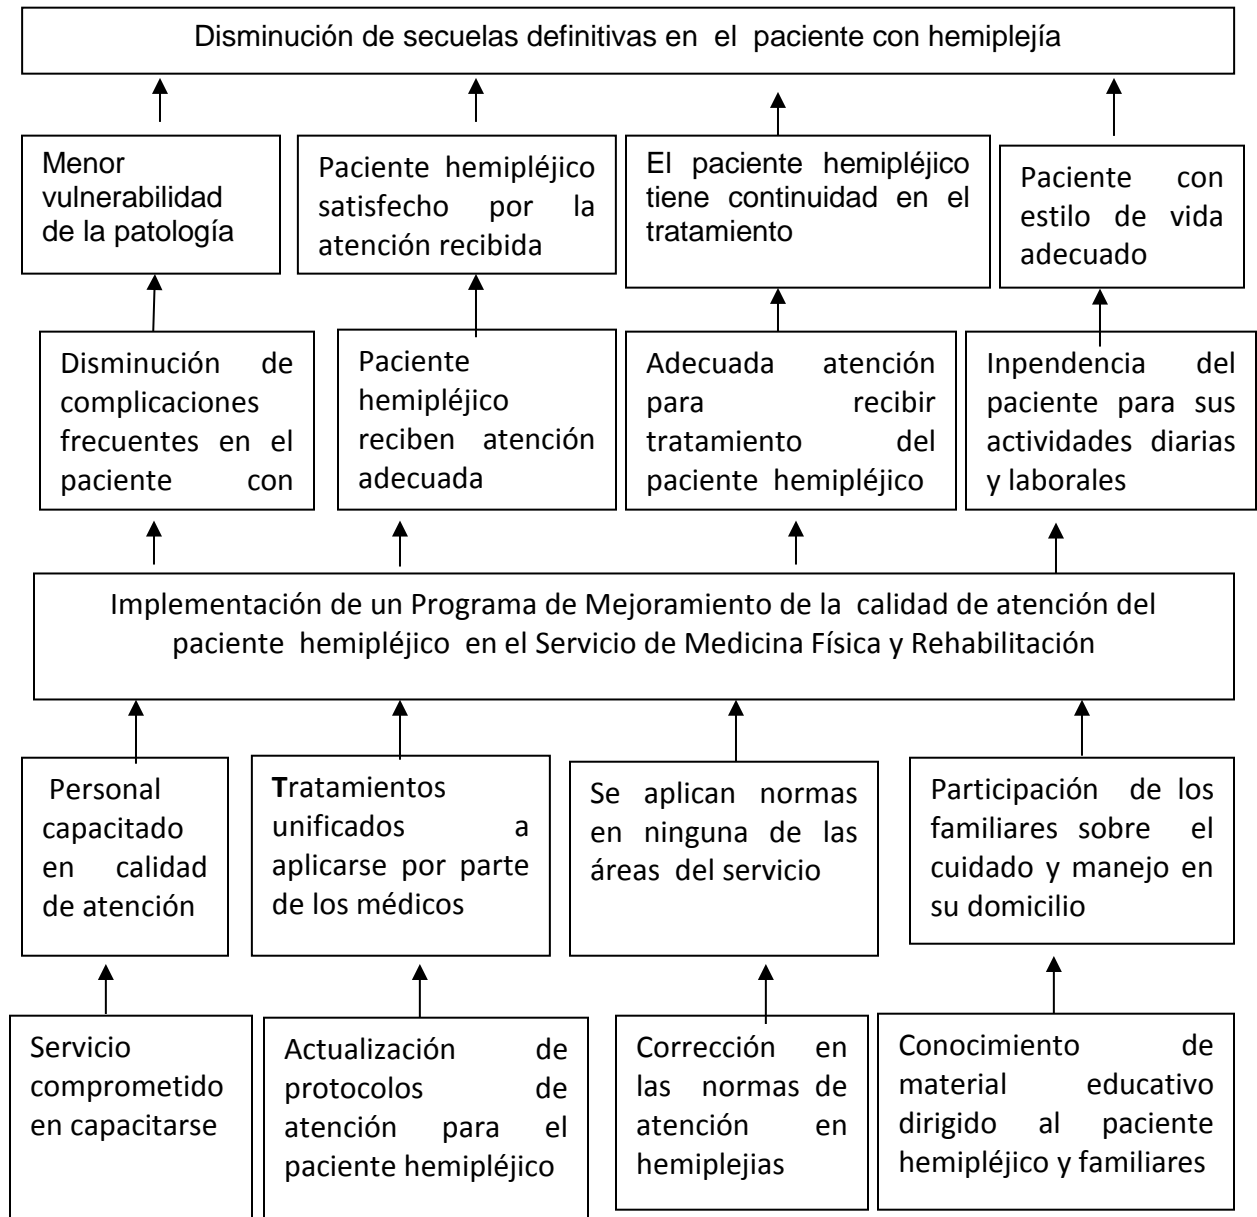 Disminución de secuelas definitivas en el paciente con hemiplejía
Menor
vulnerabilidad
de la patología
Paciente hemipléjico
satisfecho por la
atención recibida
El paciente hemipléjico
tiene continuidad en el
tratamiento
Paciente con
estilo de vida
adecuado
Disminución de
complicaciones
frecuentes en el
paciente con
Paciente
hemipléjico
reciben atención
adecuada
Adecuada atención
para recibir
tratamiento del
paciente hemipléjico
Inpendencia del
paciente para sus
actividades diarias
y laborales
Implementación de un Programa de Mejoramiento de la calidad de atención del
paciente hemipléjico en el Servicio de Medicina Física y Rehabilitación
Personal
capacitado
en calidad
de atención
Tratamientos
unificados a
aplicarse por parte
de los médicos
Se aplican normas
en ninguna de las
áreas del servicio
Participación de los
familiares sobre el
cuidado y manejo en
su domicilio
Servicio
comprometido
en capacitarse
Actualización de
protocolos de
atención para el
paciente hemipléjico
Corrección en
las normas de
atención en
hemiplejias
Conocimiento de
material educativo
dirigido al paciente
hemipléjico y familiares